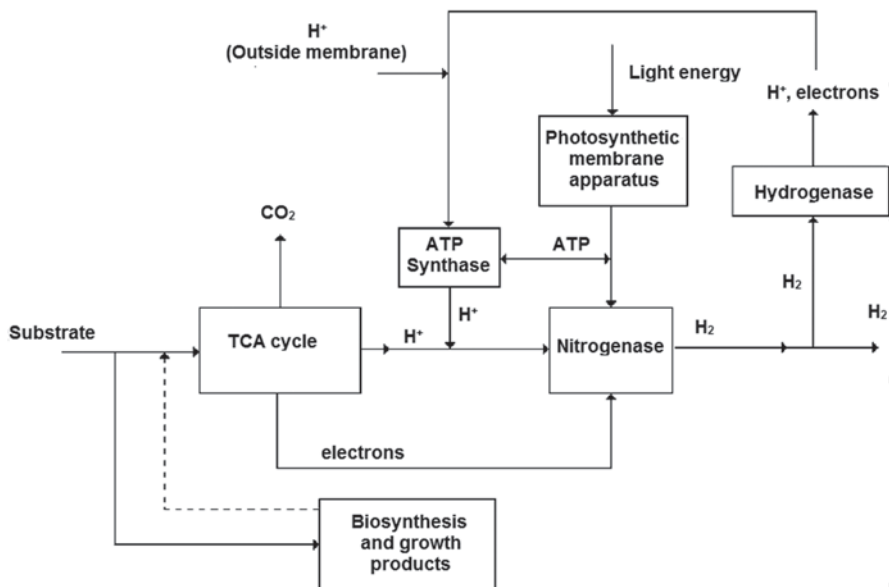 H⁺
(Outside membrane)
Light energy
H⁺, electrons
Photosynthetic
membrane
apparatus
Hydrogenase
CO₂
ATP
Synthase
ATP
H₂
H⁺
Substrate
TCA cycle
H⁺
Nitrogenase
H₂
H₂
electrons
Biosynthesis
and growth
products